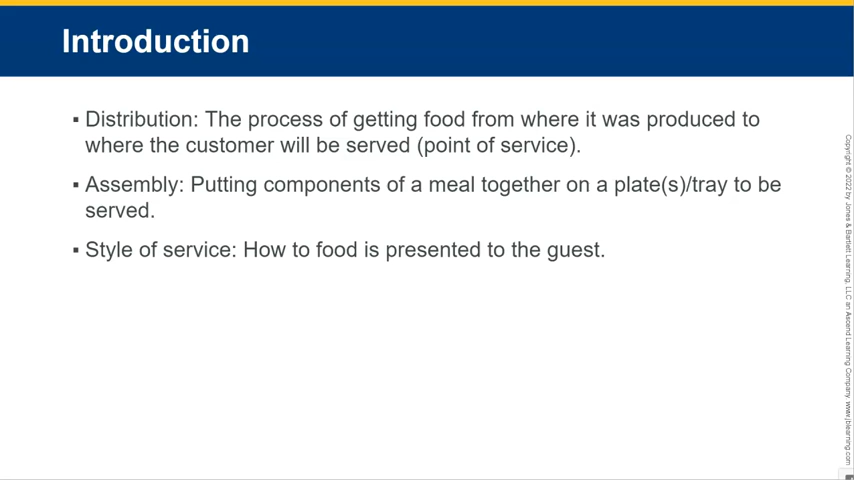 Introduction
▪ Distribution: The process of getting food from where it was produced to
where the customer will be served (point of service).
▪ Assembly: Putting components of a meal together on a plate(s)/tray to be
served.
▪ Style of service: How to food is presented to the guest.
Copyright © 2022 by Jones & Bartlett Learning, LLC an Ascend Learning Company. www.jblearning.com